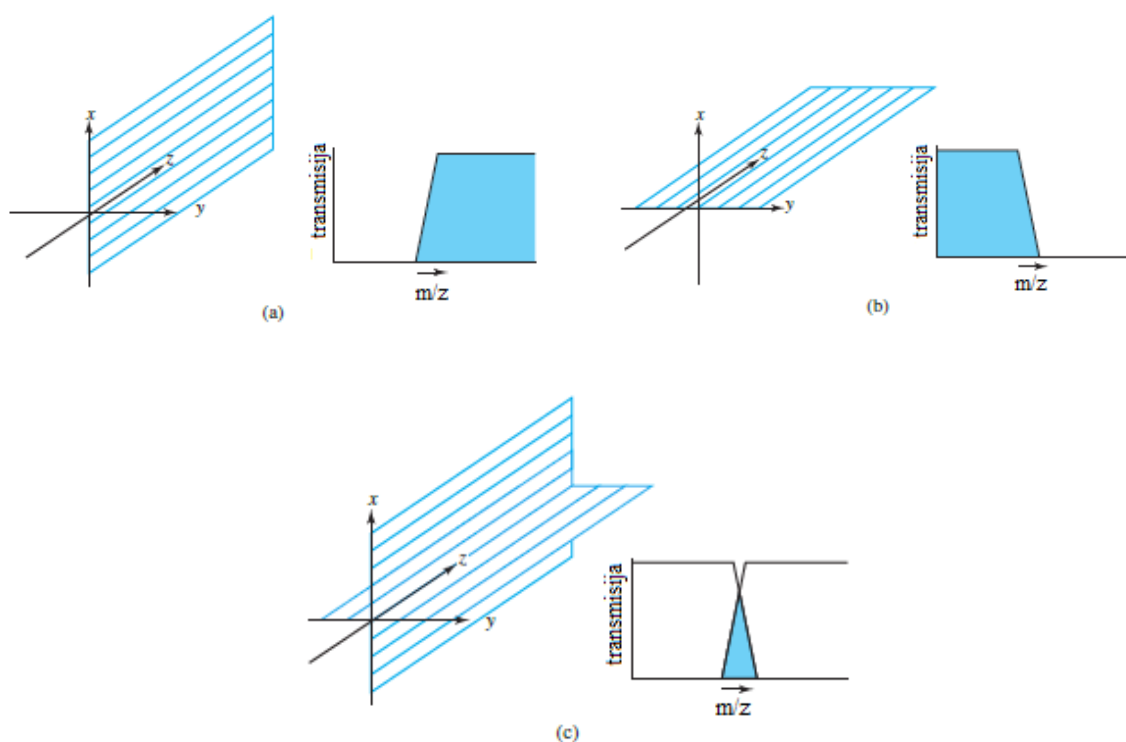 x
z
y
transmisija
m/z
(a)
x
z
y
transmisija
m/z
(b)
x
z
y
transmisija
m/z
(c)